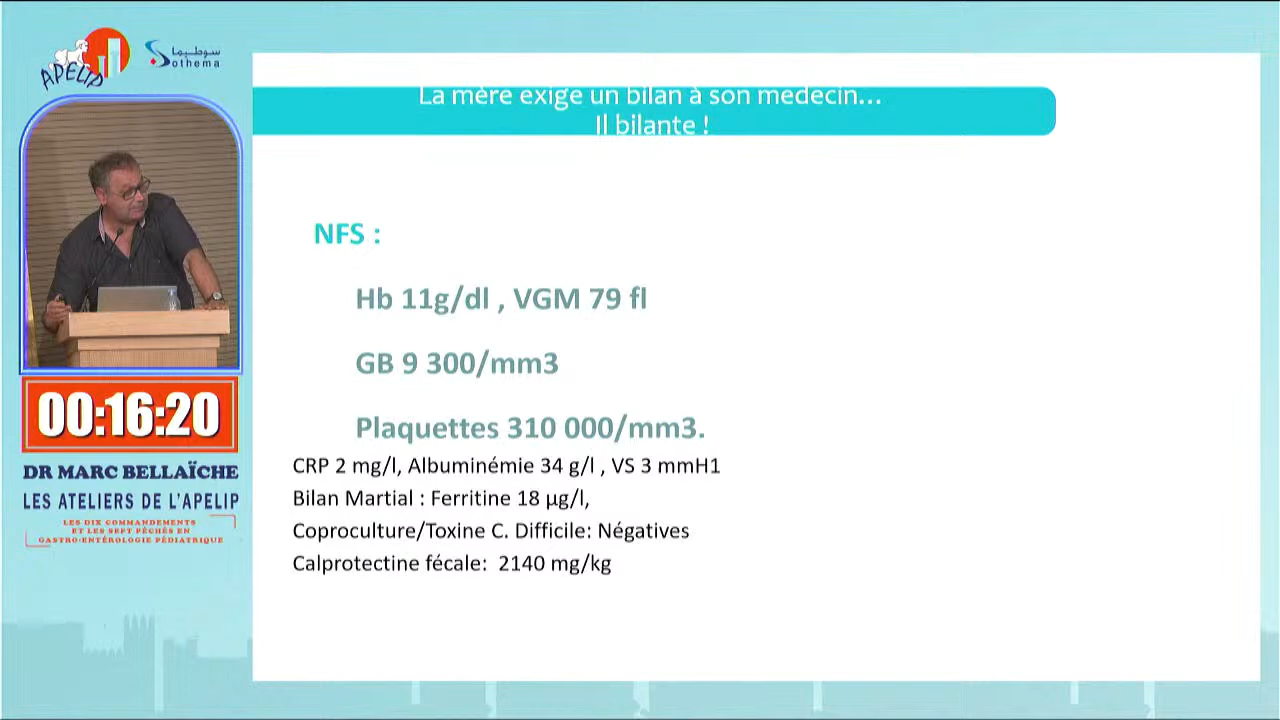 APELIP
سوطيما
Sothema
La mère exige un bilan à son medecin…
Il bilante !
NFS :
Hb 11g/dl , VGM 79 fl
GB 9 300/mm3
Plaquettes 310 000/mm3.
CRP 2 mg/l, Albuminémie 34 g/l , VS 3 mmH1
Bilan Martial : Ferritine 18 µg/l,
Coproculture/Toxine C. Difficile: Négatives
Calprotectine fécale: 2140 mg/kg
00:16:20
DR MARC BELLAÏCHE
LES ATELIERS DE L'APELIP
LES DIX COMMANDEMENTS
ET LES SEPT PÉCHÉS EN
GASTRO-ENTÉROLOGIE PÉDIATRIQUE